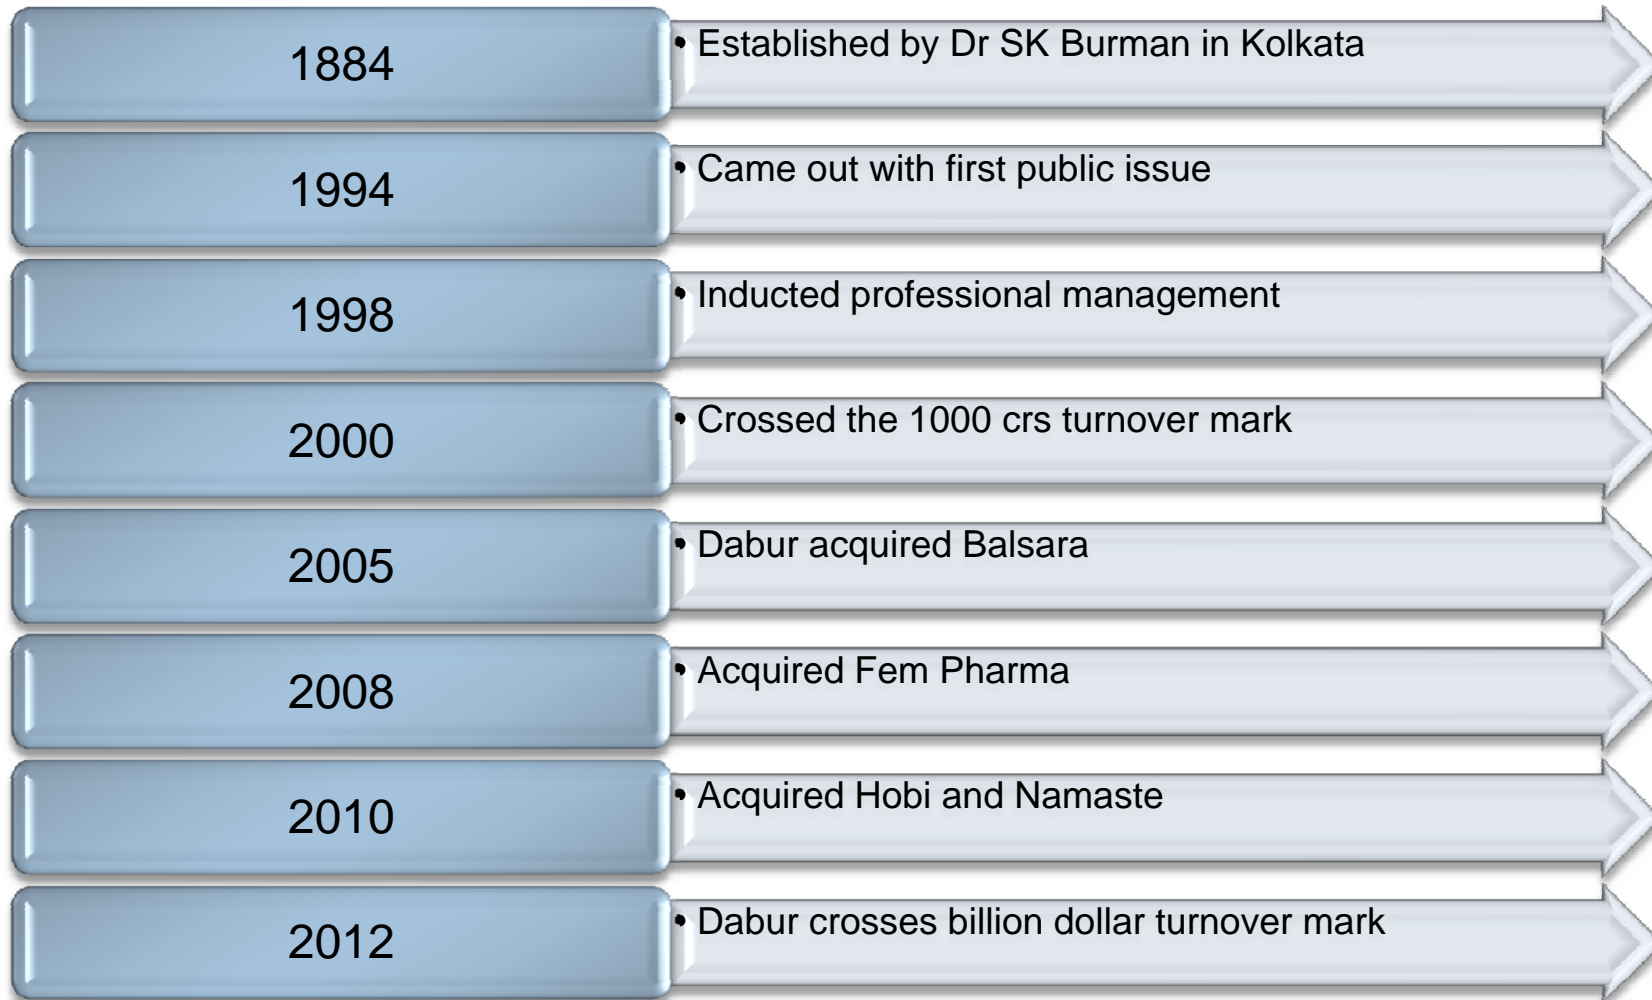 1884
• Established by Dr SK Burman in Kolkata
1994
• Came out with first public issue
1998
• Inducted professional management
2000
• Crossed the 1000 crs turnover mark
2005
• Dabur acquired Balsara
2008
• Acquired Fem Pharma
2010
• Acquired Hobi and Namaste
2012
• Dabur crosses billion dollar turnover mark